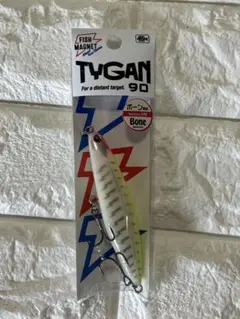 FISH
MAGNET
TYGAN
For a distant target.
90
ボーン
Bone